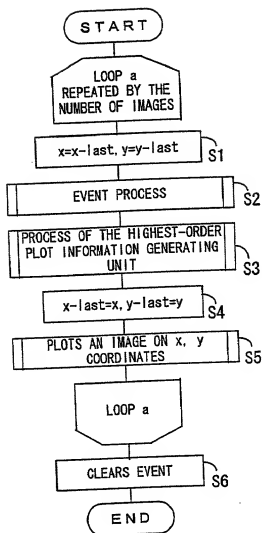 START
LOOP a
REPEATED BY THE
NUMBER OF IMAGES
x=x-last, y=y-last
S1
EVENT PROCESS
S2
PROCESS OF THE HIGHEST-ORDER
PLOT INFORMATION GENERATING
UNIT
S3
x-last=x, y-last=y
S4
PLOTS AN IMAGE ON x, y
COORDINATES
S5
LOOP a
CLEARS EVENT
S6
END